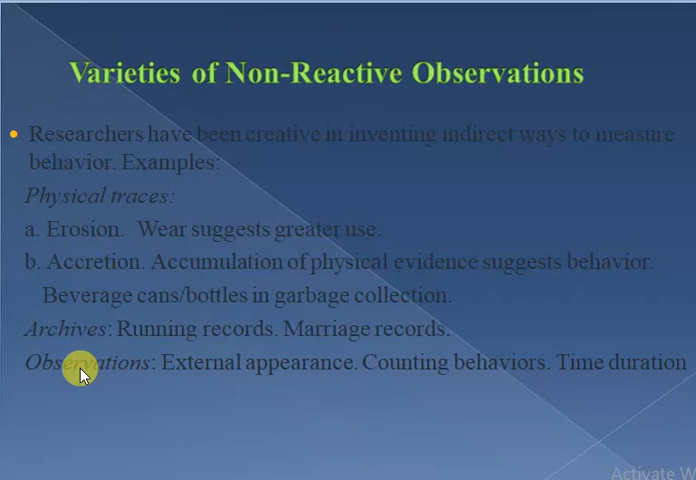 Varieties of Non-Reactive Observations
Researchers have been creative in inventing indirect ways to measure
behavior. Examples:
Physical traces:
a. Erosion. Wear suggests greater use.
b. Accretion. Accumulation of physical evidence suggests behavior.
Beverage cans/bottles in garbage collection.
Archives: Running records. Marriage records.
Observations: External appearance. Counting behaviors. Time duration
Activate W